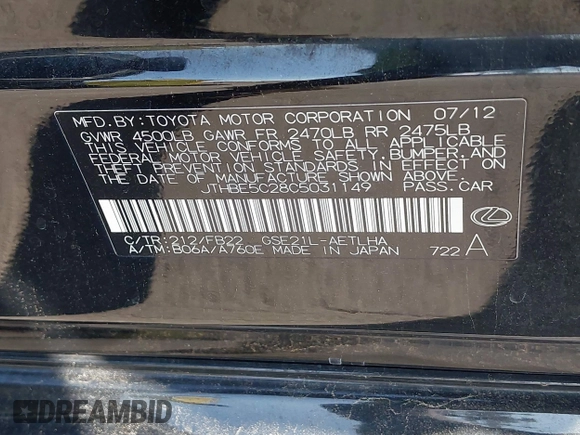 MFD.BY:TOYOTA MOTOR CORPORATION 07/12
GVWR 4500LB GAWR FR 2470LB RR 2475LB
THIS VEHICLE CONFORMS TO ALL APPLICABLE
FEDERAL MOTOR VEHICLE SAFETY,BUMPER,AND
THEFT PREVENTION STANDARDS IN EFFECT ON
THE DATE OF MANUFACTURE SHOWN ABOVE.
JTHBE5C28C5031149 PASS.CAR
C/TR:212/FB22 GSE21L-AETLHA
A/TM:B06A/A760E MADE IN JAPAN 722 A
DREAMBID